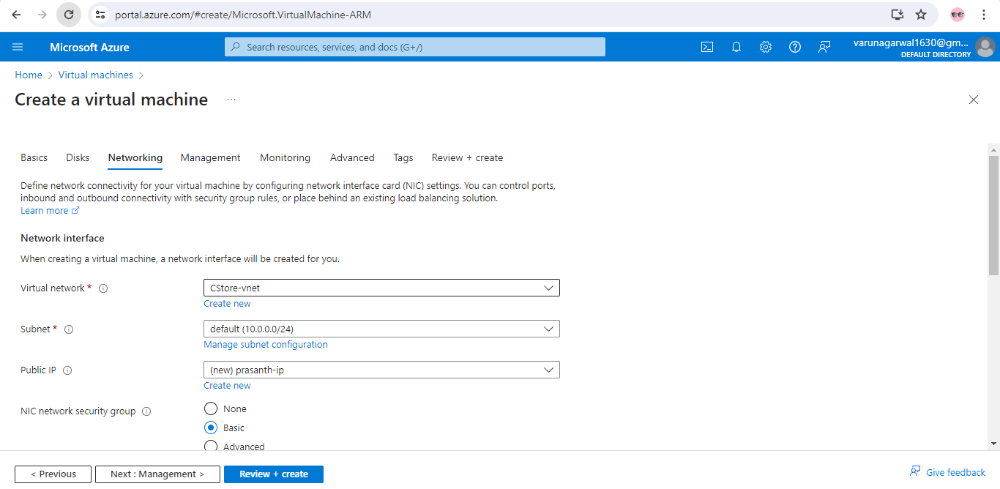 portal.azure.com/#create/Microsoft.VirtualMachine-ARM
Microsoft Azure
Search resources, services, and docs (G+/)
varunagarwal1630@gm...
DEFAULT DIRECTORY
Home > Virtual machines >
Create a virtual machine ...
Basics Disks Networking Management Monitoring Advanced Tags Review + create
Define network connectivity for your virtual machine by configuring network interface card (NIC) settings. You can control ports,
inbound and outbound connectivity with security group rules, or place behind an existing load balancing solution.
Learn more
Network interface
When creating a virtual machine, a network interface will be created for you.
Virtual network * CStore-vnet
Create new
Subnet * default (10.0.0.0/24)
Manage subnet configuration
Public IP (new) prasanth-ip
Create new
NIC network security group None
Basic
Advanced
< Previous Next : Management > Review + create Give feedback